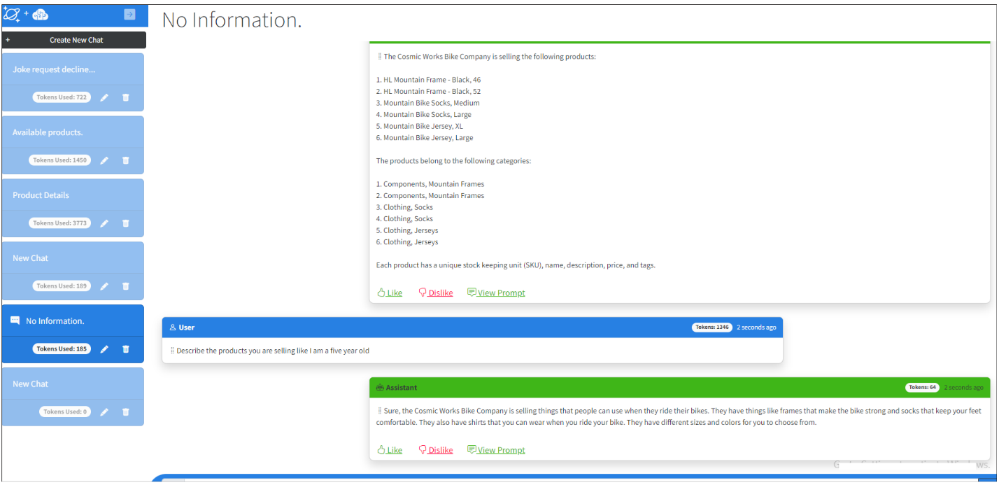 +
No Information.
+ Create New Chat
Joke request decline...
Tokens Used: 722
Available products.
Tokens Used: 1450
Product Details
Tokens Used: 3773
New Chat
Tokens Used: 189
No Information.
Tokens Used: 185
New Chat
Tokens Used: 0
The Cosmic Works Bike Company is selling the following products:
1. HL Mountain Frame - Black, 46
2. HL Mountain Frame - Black, 52
3. Mountain Bike Socks, Medium
4. Mountain Bike Socks, Large
5. Mountain Bike Jersey, XL
6. Mountain Bike Jersey, Large
The products belong to the following categories:
1. Components, Mountain Frames
2. Components, Mountain Frames
3. Clothing, Socks
4. Clothing, Socks
5. Clothing, Jerseys
6. Clothing, Jerseys
Each product has a unique stock keeping unit (SKU), name, description, price, and tags.
Like Dislike View Prompt
User Tokens: 1346 2 seconds ago
Describe the products you are selling like I am a five year old
Assistant Tokens: 64 2 seconds ago
Sure, the Cosmic Works Bike Company is selling things that people can use when they ride their bikes. They have things like frames that make the bike strong and socks that keep your feet
comfortable. They also have shirts that you can wear when you ride your bike. They have different sizes and colors for you to choose from.
Like Dislike View Prompt